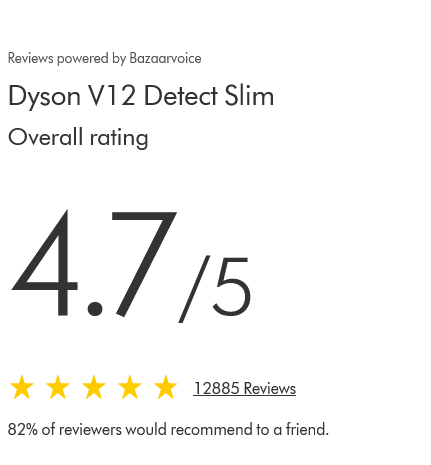 Reviews powered by Bazaarvoice
Dyson V12 Detect Slim
Overall rating
4.7/5
12885 Reviews
82% of reviewers would recommend to a friend.